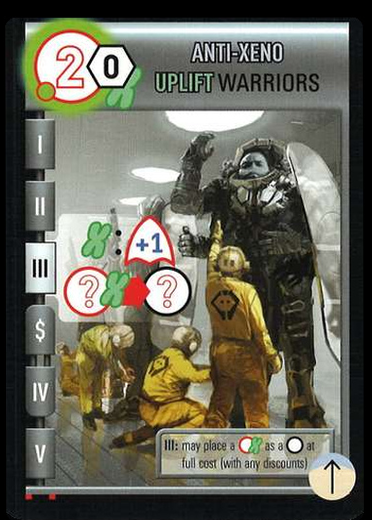 2 0
ANTI-XENO
UPLIFT WARRIORS
I
II
III
$
IV
V
: +1
? ?
III: may place a as a at
full cost (with any discounts)